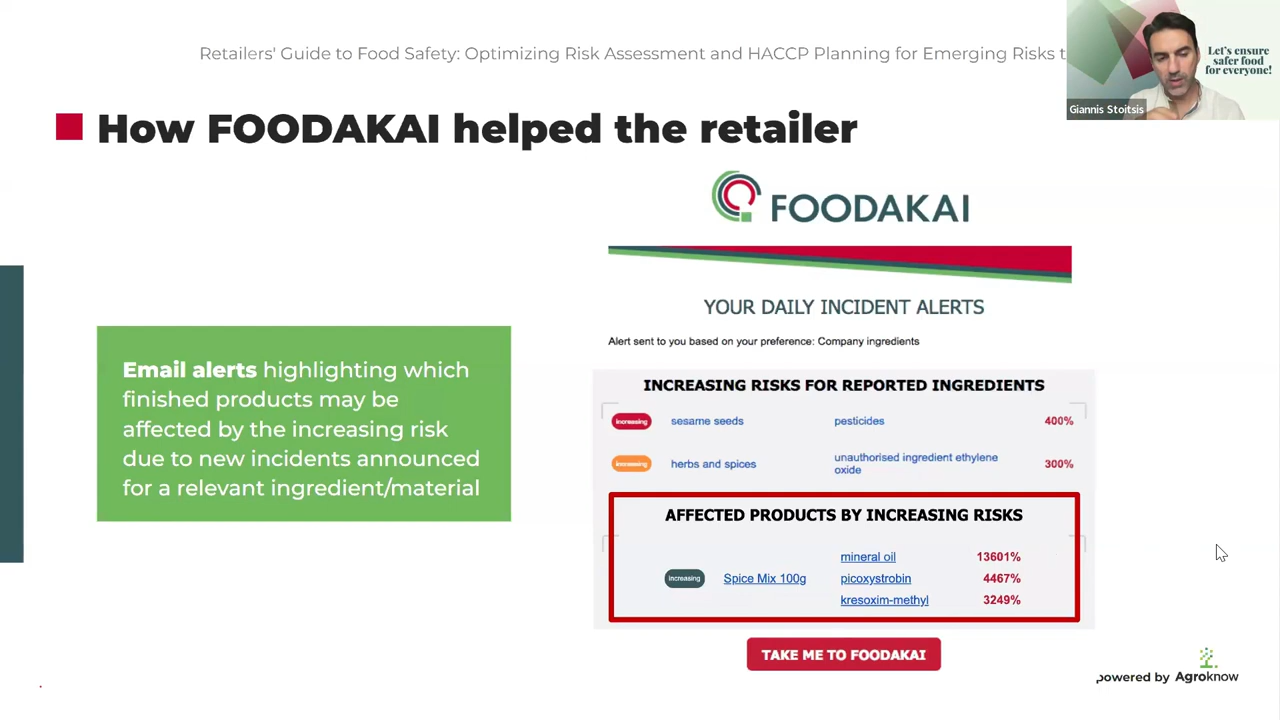 Retailers' Guide to Food Safety: Optimizing Risk Assessment and HACCP Planning for Emerging Risks t
Let's ensure
safer food
for everyone!
Giannis Stoitsis
How FOODAKAI helped the retailer
FOODAKAI
YOUR DAILY INCIDENT ALERTS
Alert sent to you based on your preference: Company ingredients
Email alerts highlighting which
finished products may be
affected by the increasing risk
due to new incidents announced
for a relevant ingredient/material
INCREASING RISKS FOR REPORTED INGREDIENTS
increasing sesame seeds pesticides 400%
increasing herbs and spices unauthorised ingredient ethylene
oxide 300%
AFFECTED PRODUCTS BY INCREASING RISKS
mineral oil 13601%
increasing Spice Mix 100g picoxystrobin 4467%
kresoxim-methyl 3249%
TAKE ME TO FOODAKAI
powered by Agroknow